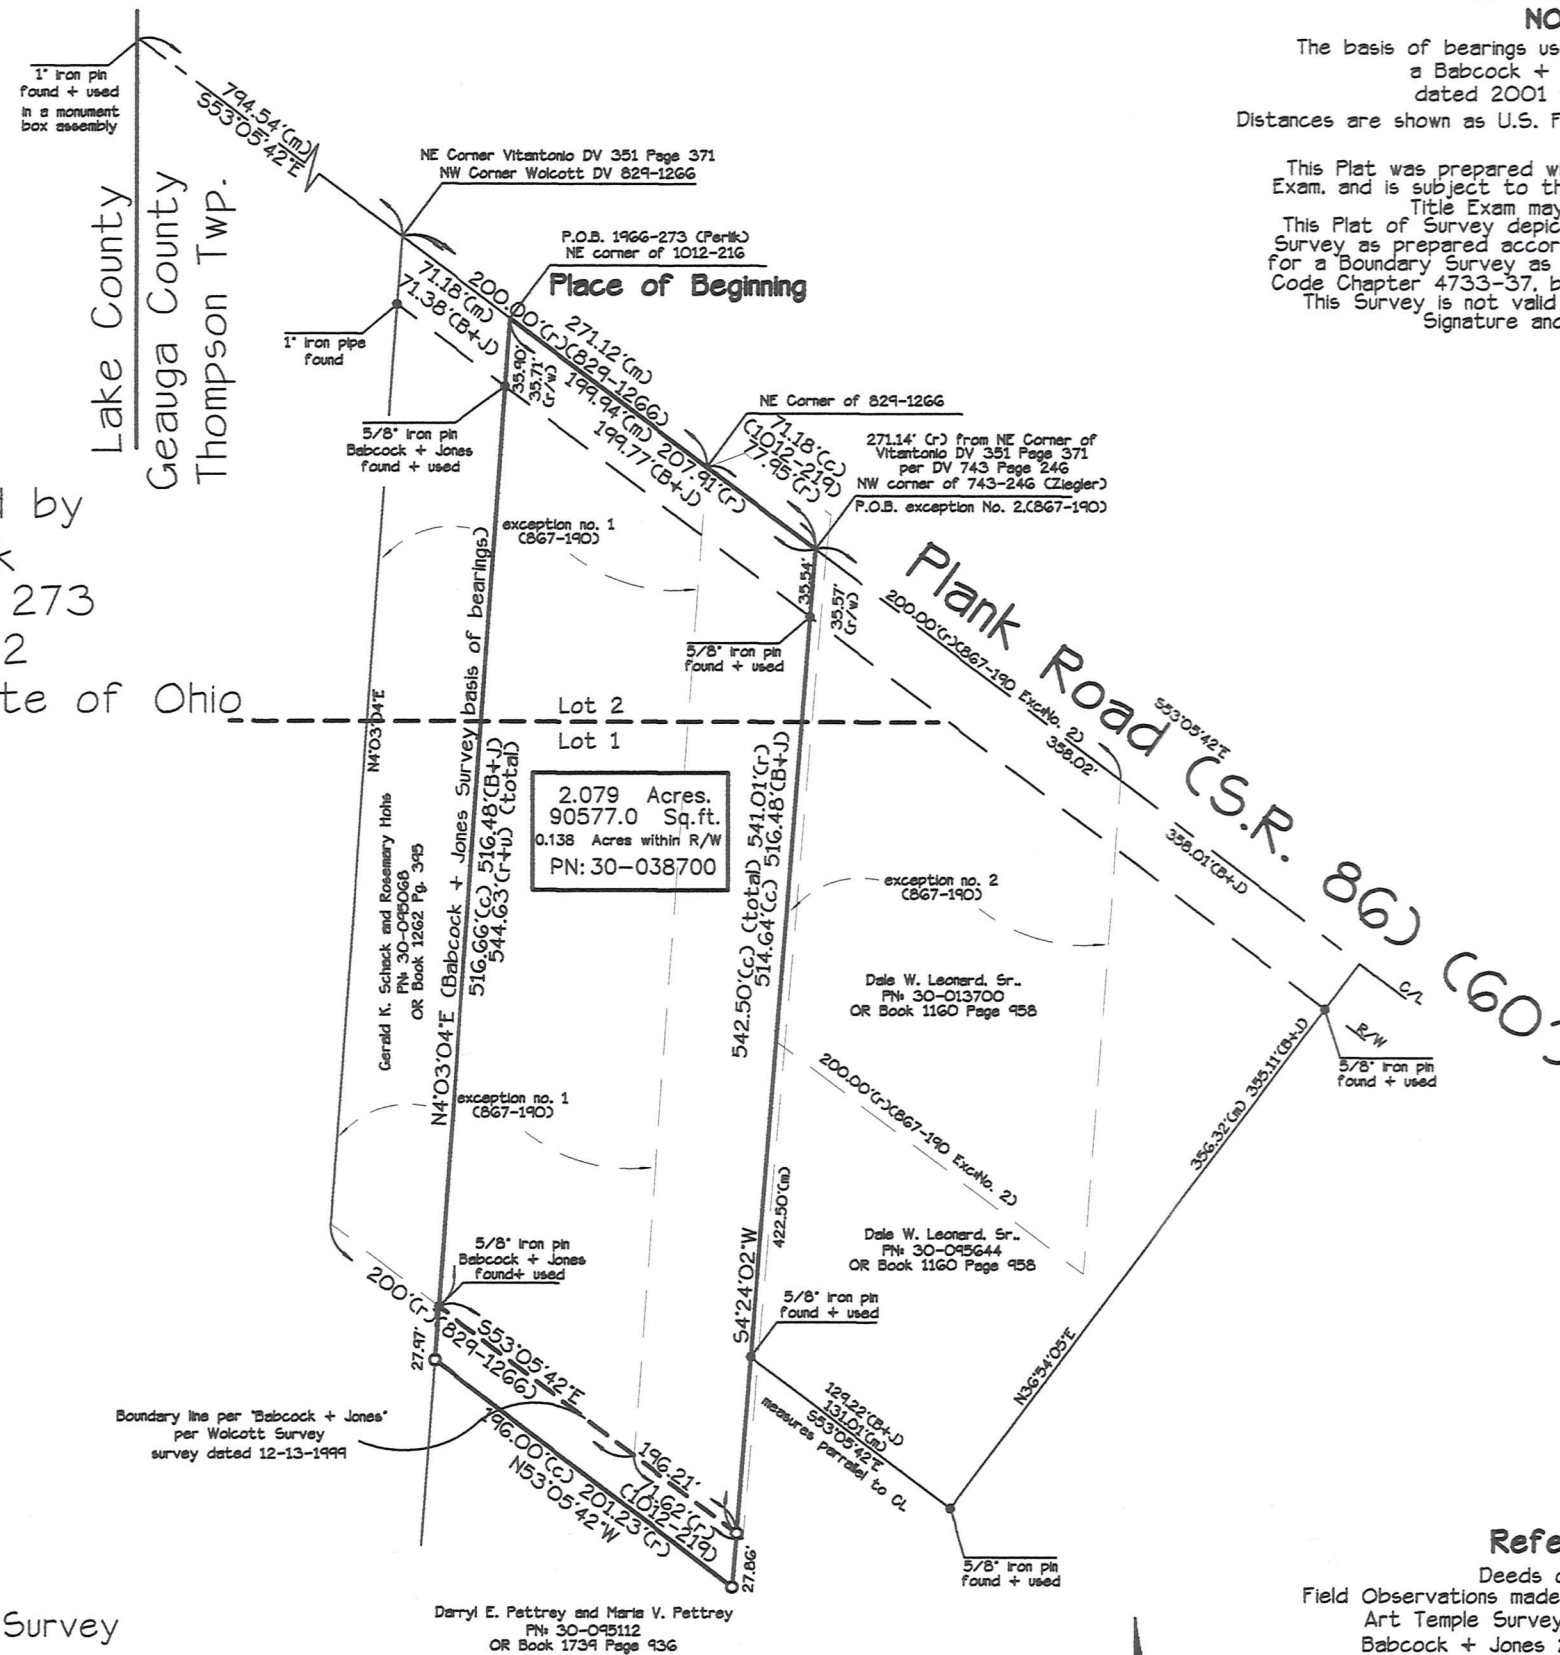 NO
The basis of bearings us
a Babcock +
dated 2001
Distances are shown as U.S. F
This Plat was prepared w
Exam. and is subject to th
Title Exam may
This Plat of Survey depic
Survey as prepared accor
for a Boundary Survey as
Code Chapter 4733-37. b
This Survey is not valid
Signature and
1" iron pin
found + used
in a monument
box assembly
794.54'(m)
S53°05'42"E
Lake County
Geauga County
Thompson Twp.
NE Corner Vitantonio DV 351 Page 371
NW Corner Wolcott DV 829-1266
P.O.B. 1966-273 (Perlik)
NE corner of 1012-216
Place of Beginning
71.18'(m)
71.38'(B+J)
200.00'(r)(829-1266)
271.12'(m)
199.94'(m) 207.91'(r)
199.77'(B+J)
1" iron pipe
found
35.90'
35.71'
(r/w)
5/8" iron pin
Babcock + Jones
found + used
NE Corner of 829-1266
71.18'(c)
(1012-219)
77.95'(r)
271.14' (r) from NE Corner of
Vitantonio DV 351 Page 371
per DV 743 Page 246
NW corner of 743-246 (Ziegler)
P.O.B. exception No. 2.(867-190)
d by
k
273
2
te of Ohio
exception no. 1
(867-190)
35.54'
35.57'
(r/w)
5/8" iron pin
found + used
Plank Road (S.R. 86) (60'
200.00'(r)(867-190 Exc:No. 2)
358.02'
S53°05'42"E
358.01'(B+J)
Lot 2
Lot 1
N4°03'04"E
Gerald K. Schack and Rosemary Hohs
PN: 30-095068
OR Book 1262 Pg. 395
N4°03'04"E (Babcock + Jones Survey basis of bearings)
516.66'(c) 516.48'(B+J)
544.63'(r+u) (total)
2.079 Acres.
90577.0 Sq.ft.
0.138 Acres within R/W
PN: 30-038700
542.50'(c) (total) 541.01'(r)
514.64'(c) 516.48'(B+J)
exception no. 2
(867-190)
Dale W. Leonard, Sr..
PN: 30-013700
OR Book 1160 Page 958
C/L
R/W
5/8" iron pin
found + used
exception no. 1
(867-190)
200.00'(r)(867-190 Exc:No. 2)
356.32'(m) 355.11'(B+J)
N36°54'05"E
422.50'(m)
S4°24'02"W
Dale W. Leonard, Sr..
PN: 30-095644
OR Book 1160 Page 958
5/8" iron pin
Babcock + Jones
found+ used
5/8" iron pin
found + used
200'(r)
(829-1266)
S53°05'42"E
27.97'
129.22'(B+J)
131.01'(m)
S53°05'42"E
measures parrallel to CL
Boundary line per "Babcock + Jones"
per Wolcott Survey
survey dated 12-13-1999
196.00'(c) 201.23'(r)
N53°05'42"W
196.21'
71.62'(r)
(1012-219)
27.86'
5/8" iron pin
found + used
Darryl E. Pettrey and Marie V. Pettrey
PN: 30-095112
OR Book 1739 Page 936
Survey
Refe
Deeds o
Field Observations made
Art Temple Survey
Babcock + Jones